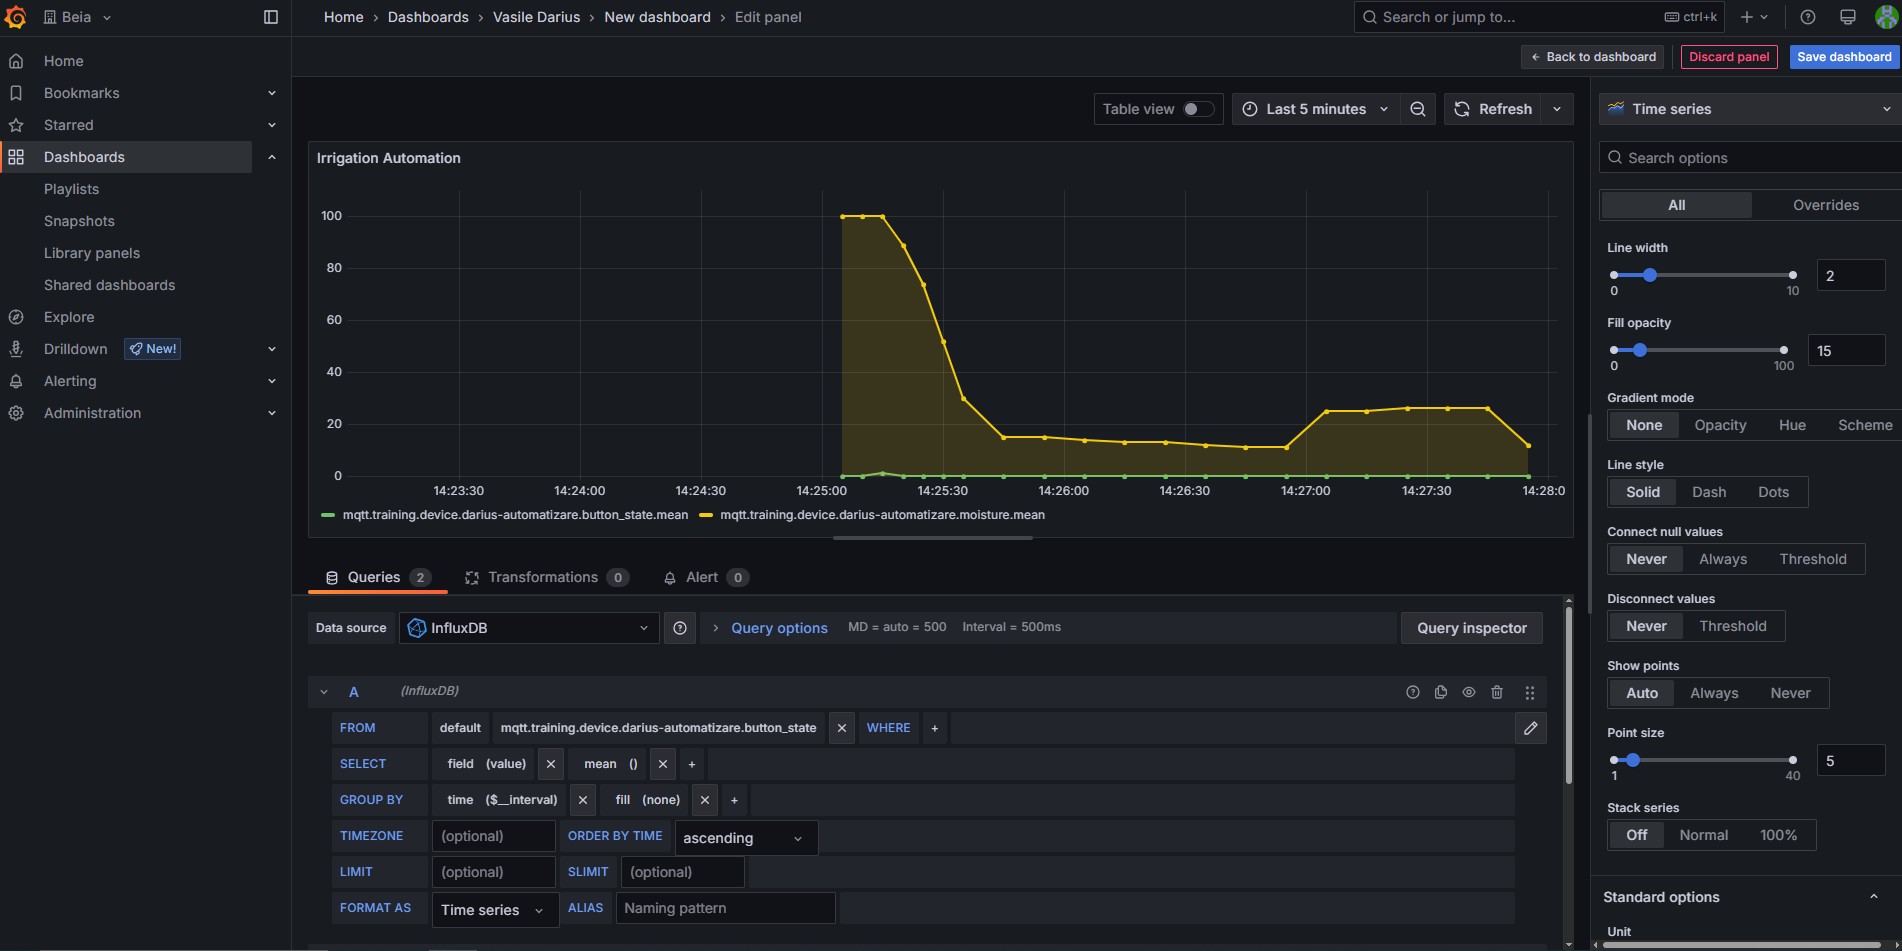 Beia
Home › Dashboards › Vasile Darius › New dashboard › Edit panel
Search or jump to...
ctrl+k
Home
Bookmarks
Starred
Dashboards
Playlists
Snapshots
Library panels
Shared dashboards
Explore
Drilldown New!
Alerting
Administration
Back to dashboard
Discard panel
Save dashboard
Table view
Last 5 minutes
Refresh
Irrigation Automation
100
80
60
40
20
0
14:23:30 14:24:00 14:24:30 14:25:00 14:25:30 14:26:00 14:26:30 14:27:00 14:27:30 14:28:0
mqtt.training.device.darius-automatizare.button_state.mean mqtt.training.device.darius-automatizare.moisture.mean
Queries 2
Transformations 0
Alert 0
Data source
InfluxDB
Query options
MD = auto = 500
Interval = 500ms
Query inspector
A (InfluxDB)
FROM default mqtt.training.device.darius-automatizare.button_state WHERE +
SELECT field (value) mean () +
GROUP BY time ($__interval) fill (none) +
TIMEZONE (optional) ORDER BY TIME ascending
LIMIT (optional) SLIMIT (optional)
FORMAT AS Time series ALIAS Naming pattern
Time series
Search options
All Overrides
Line width
2
0 10
Fill opacity
15
0 100
Gradient mode
None Opacity Hue Scheme
Line style
Solid Dash Dots
Connect null values
Never Always Threshold
Disconnect values
Never Threshold
Show points
Auto Always Never
Point size
5
1 40
Stack series
Off Normal 100%
Standard options
Unit